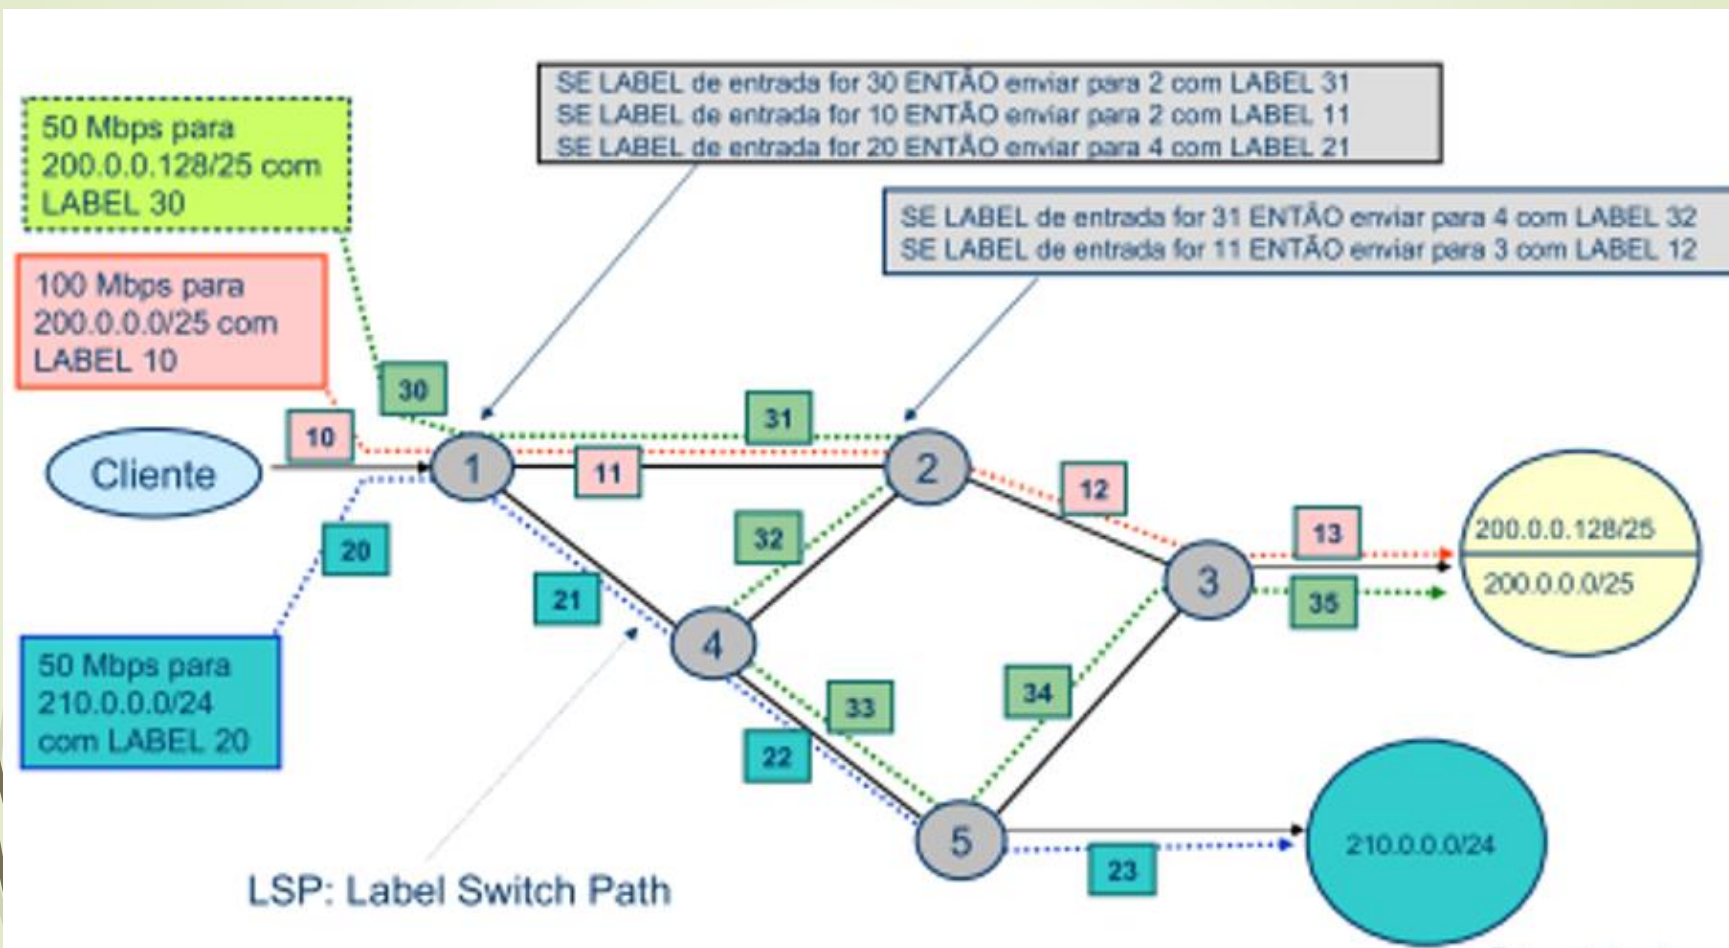 SE LABEL de entrada for 30 ENTÃO enviar para 2 com LABEL 31
SE LABEL de entrada for 10 ENTÃO enviar para 2 com LABEL 11
SE LABEL de entrada for 20 ENTÃO enviar para 4 com LABEL 21
50 Mbps para
200.0.0.128/25 com
LABEL 30
SE LABEL de entrada for 31 ENTÃO enviar para 4 com LABEL 32
SE LABEL de entrada for 11 ENTÃO enviar para 3 com LABEL 12
100 Mbps para
200.0.0.0/25 com
LABEL 10
30
31
10
Cliente
1
11
2
12
13
200.0.0.128/25
200.0.0.0/25
20
32
21
3
35
4
50 Mbps para
210.0.0.0/24
com LABEL 20
33
34
22
5
23
210.0.0.0/24
LSP: Label Switch Path